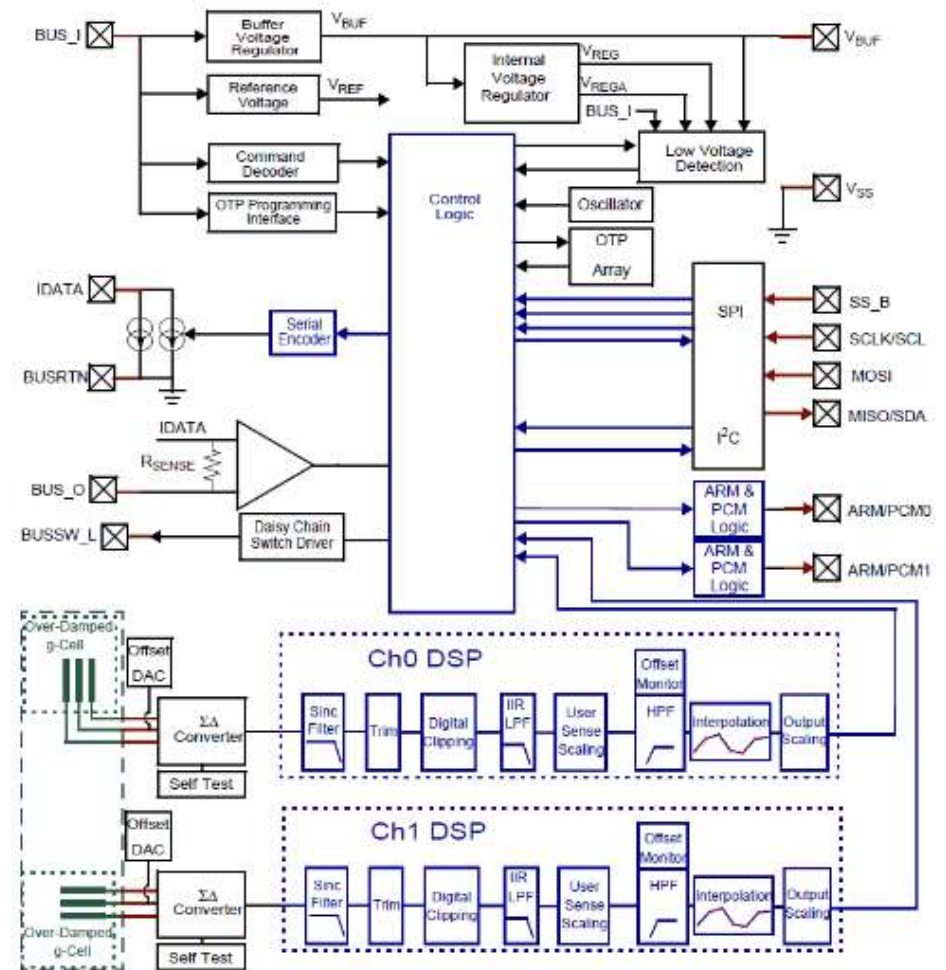 BUS_I
Buffer
Voltage
Regulator
VBUF
VBUF
Internal
Voltage
Regulator
VREG
VREGA
BUS_I
Reference
Voltage
VREF
Low Voltage
Detection
Command
Decoder
OTP Programming
Interface
Control
Logic
VSS
Oscillator
OTP
Array
IDATA
BUSRTN
Serial
Encoder
SPI
I²C
SS_B
SCLK/SCL
MOSI
MISO/SDA
IDATA
RSENSE
BUS_O
BUSSW_L
Daisy Chain
Switch Driver
ARM &
PCM
Logic
ARM/PCM0
ARM &
PCM
Logic
ARM/PCM1
Over-Damped
g-Cell
Offset
DAC
ΣΔ
Converter
Self Test
Ch0 DSP
Sinc
Filter
Trim
Digital
Clipping
IIR
LPF
User
Sense
Scaling
Offset
Monitor
HPF
Interpolation
Output
Scaling
Over-Damped
g-Cell
Offset
DAC
ΣΔ
Converter
Self Test
Ch1 DSP
Sinc
Filter
Trim
Digital
Clipping
IIR
LPF
User
Sense
Scaling
Offset
Monitor
HPF
Interpolation
Output
Scaling